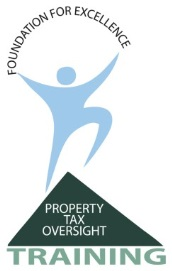 FOUNDATION FOR EXCELLENCE
PROPERTY
TAX
OVERSIGHT
TRAINING